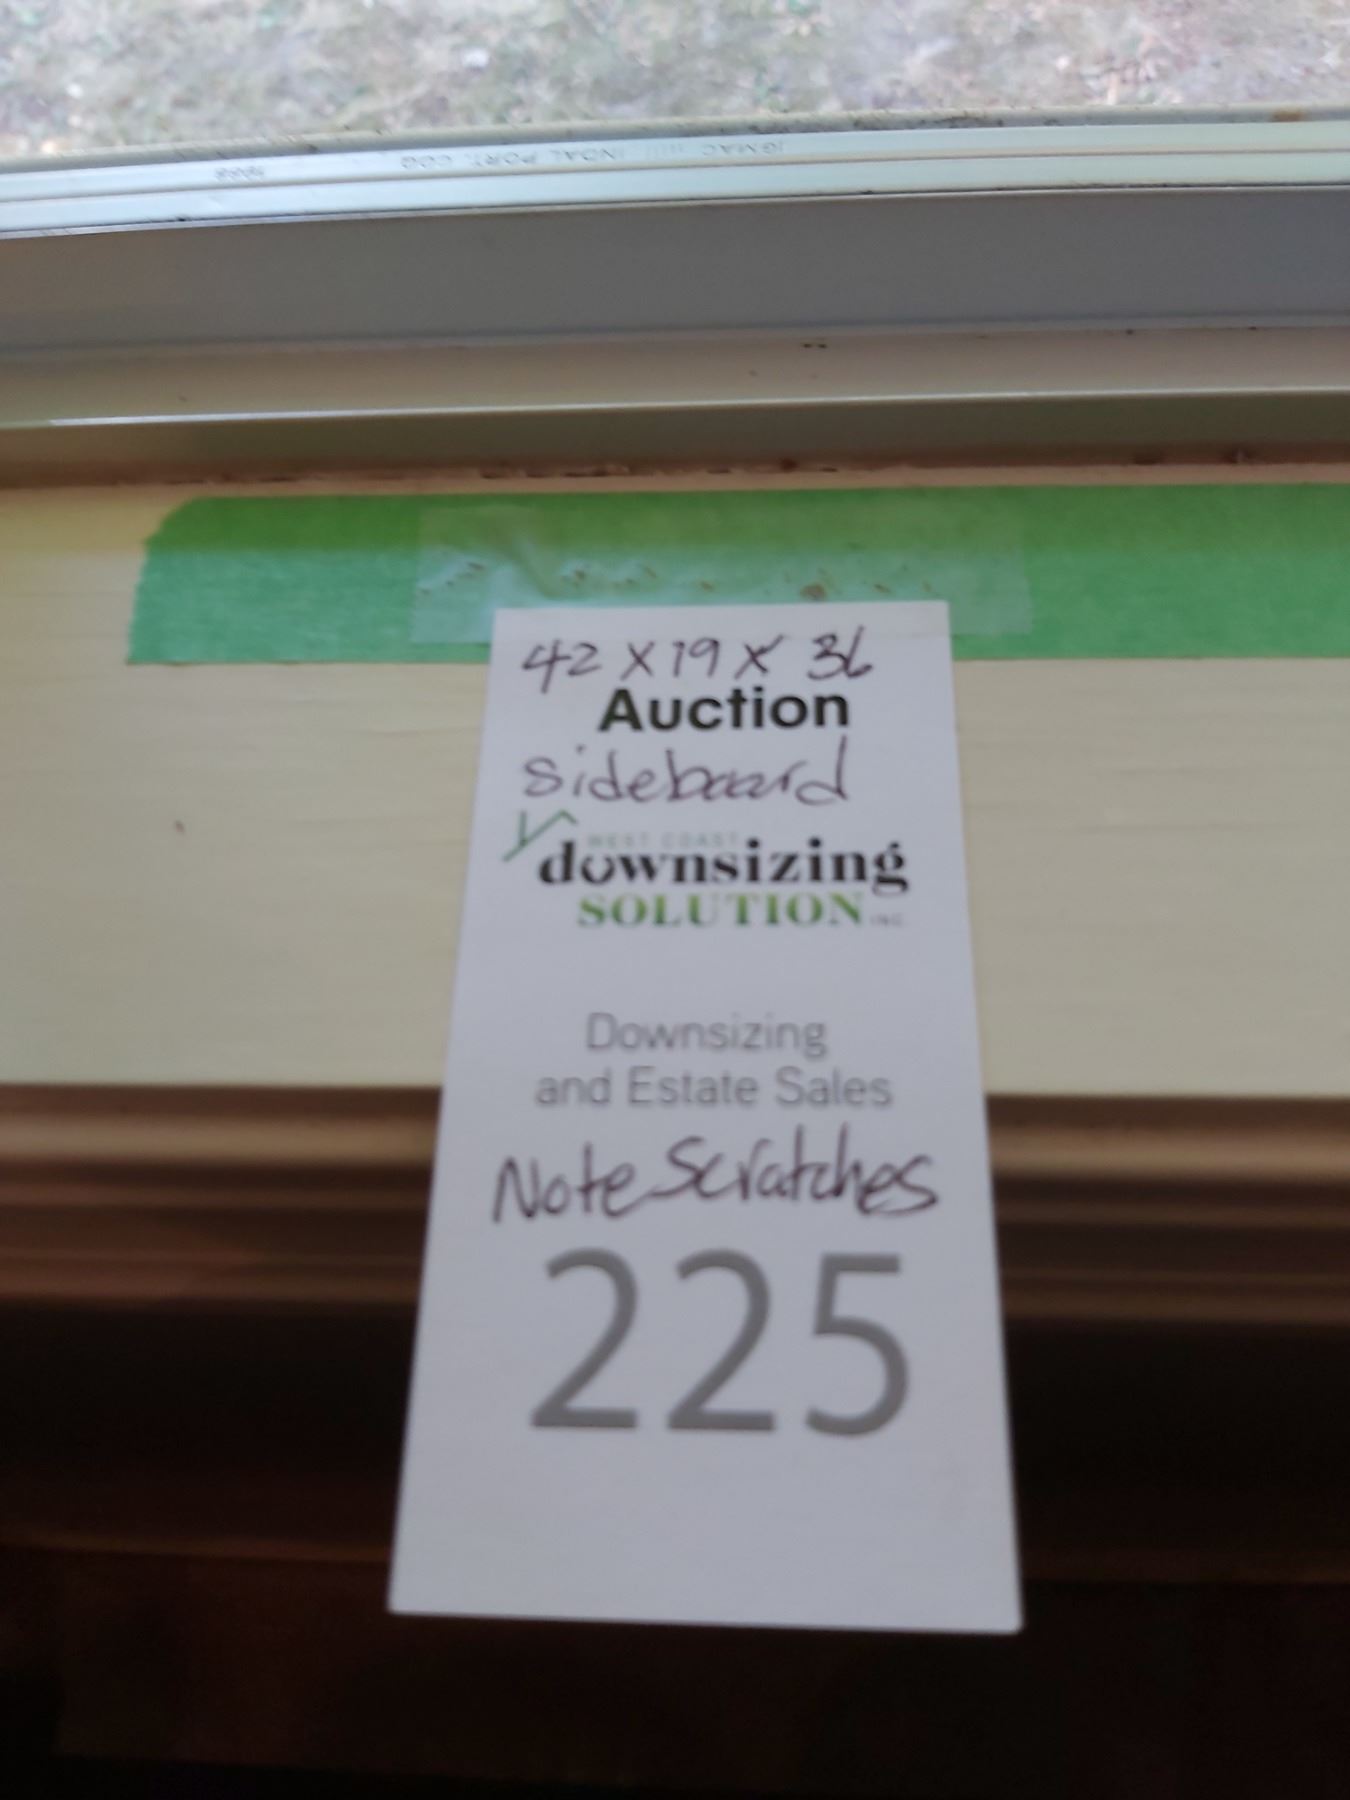 42 x 19 x 36
Auction
sideboard
WEST COAST
downsizing
SOLUTION INC.
Downsizing
and Estate Sales
Note Scratches
225